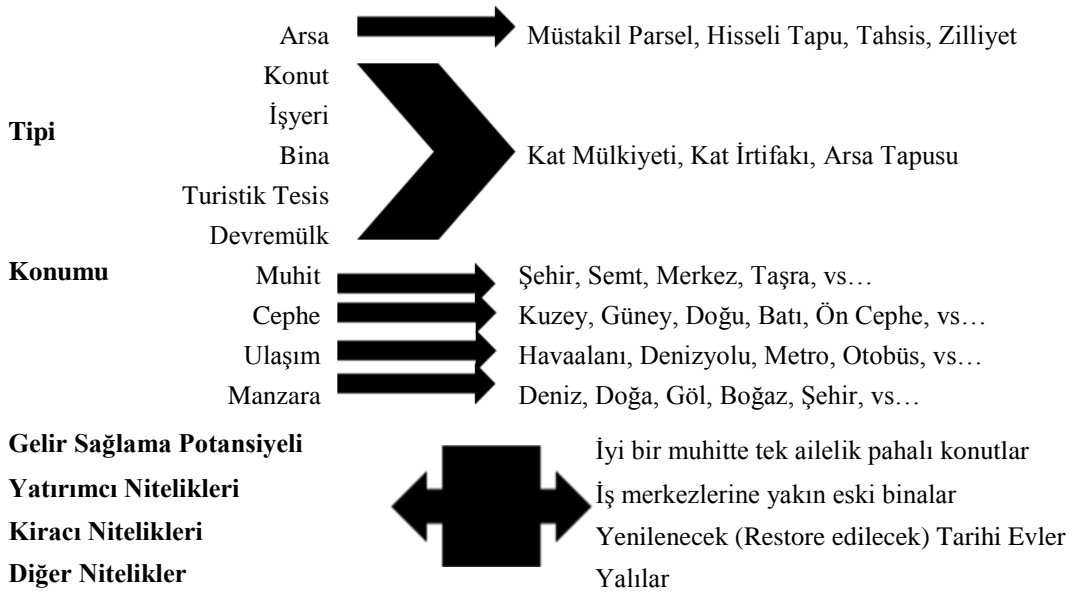 Arsa Müstakil Parsel, Hisseli Tapu, Tahsis, Zilliyet
Konut
İşyeri
Tipi
Bina Kat Mülkiyeti, Kat İrtifakı, Arsa Tapusu
Turistik Tesis
Devremülk
Konumu Muhit Şehir, Semt, Merkez, Taşra, vs…
Cephe Kuzey, Güney, Doğu, Batı, Ön Cephe, vs…
Ulaşım Havaalanı, Denizyolu, Metro, Otobüs, vs…
Manzara Deniz, Doğa, Göl, Boğaz, Şehir, vs…
Gelir Sağlama Potansiyeli İyi bir muhitte tek ailelik pahalı konutlar
Yatırımcı Nitelikleri İş merkezlerine yakın eski binalar
Kiracı Nitelikleri Yenilenecek (Restore edilecek) Tarihi Evler
Diğer Nitelikler Yalılar